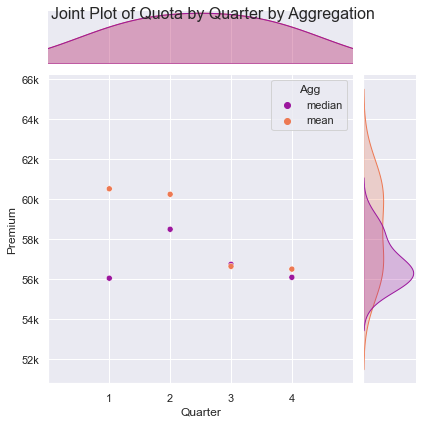 Joint Plot of Quota by Quarter by Aggregation
66k
64k
62k
60k
58k
56k
54k
52k
Premium
Agg
median
mean
1 2 3 4
Quarter